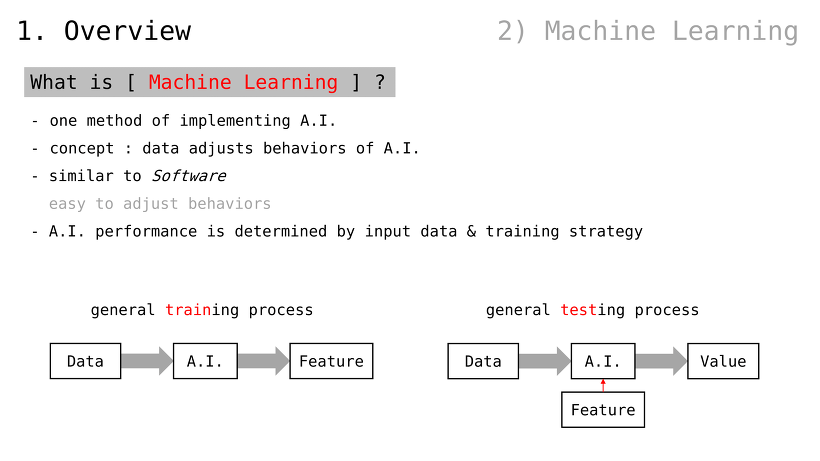 1. Overview
2) Machine Learning
What is [ Machine Learning ] ?
- one method of implementing A.I.
- concept : data adjusts behaviors of A.I.
- similar to Software
easy to adjust behaviors
- A.I. performance is determined by input data & training strategy
general training process
Data
A.I.
Feature
general testing process
Data
A.I.
Value
Feature